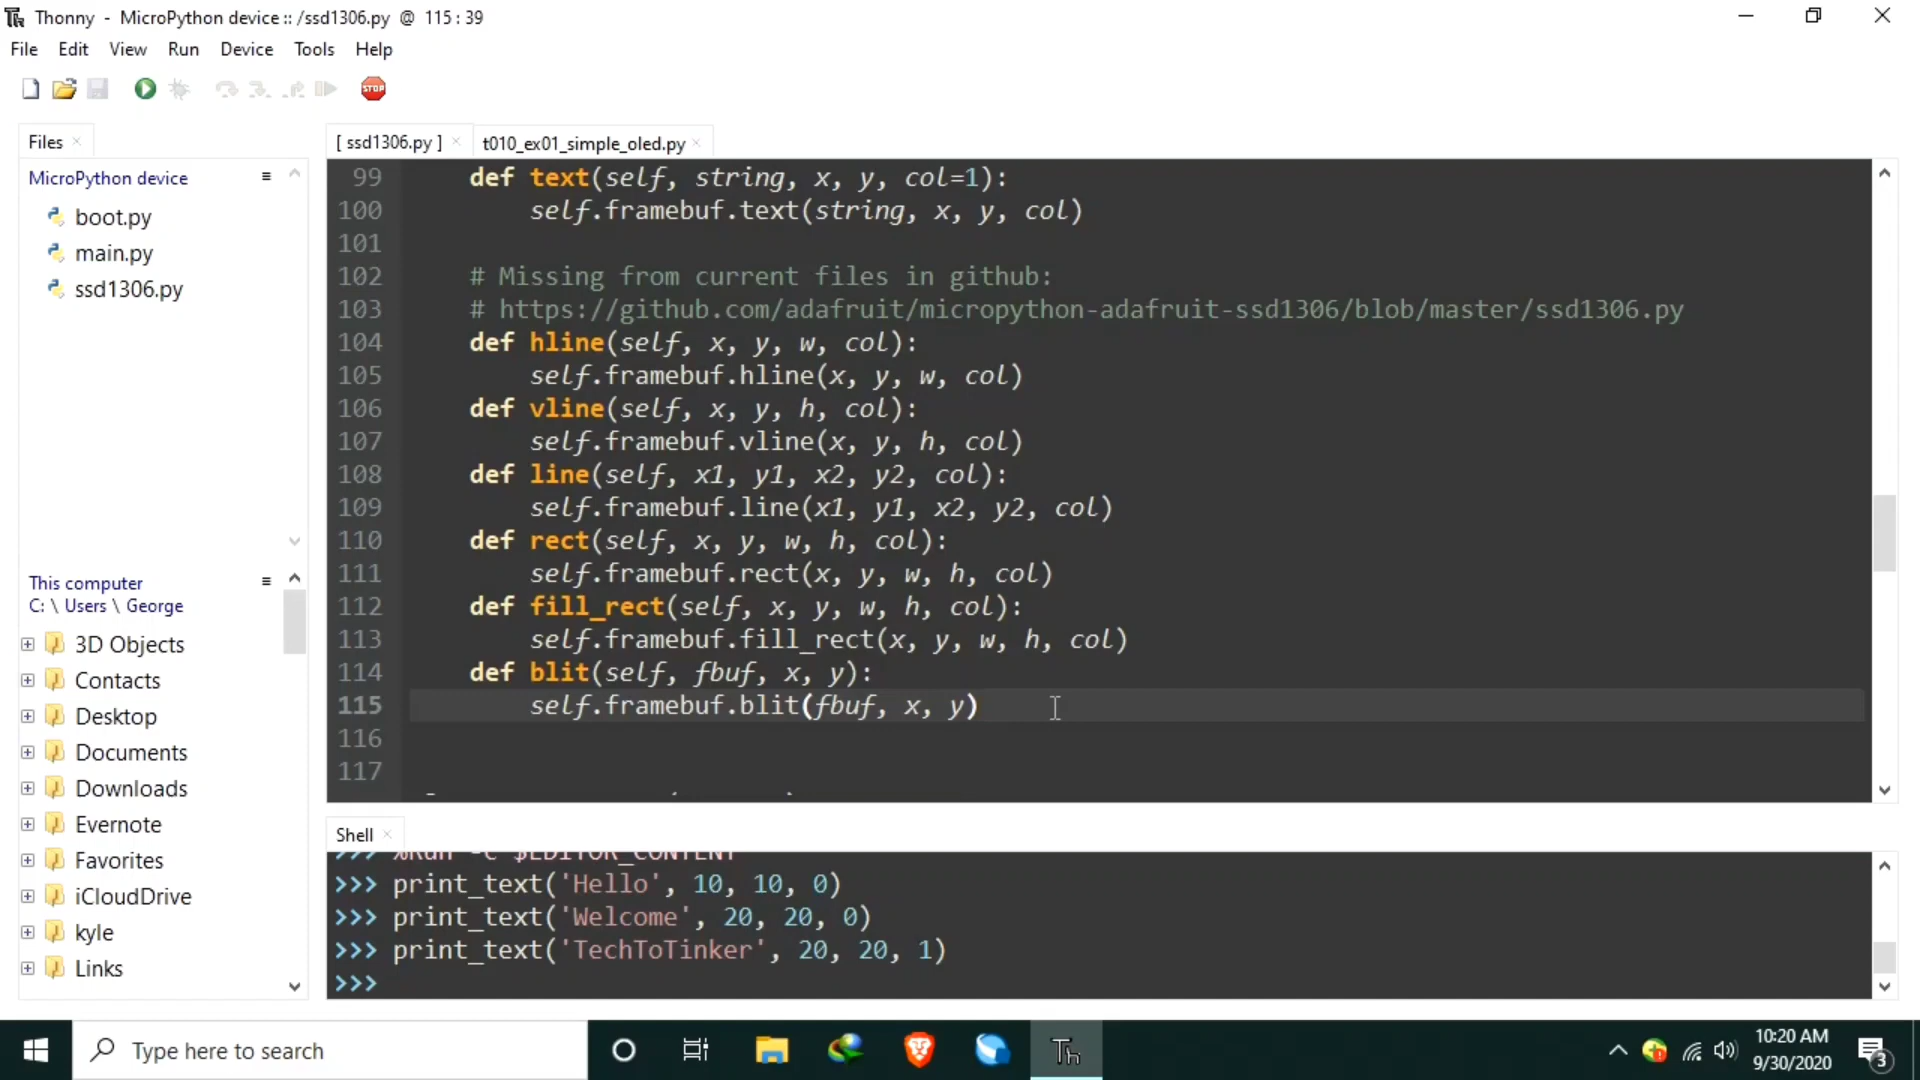 Thonny - MicroPython device :: /ssd1306.py @ 115 : 39
File Edit View Run Device Tools Help
STOP
Files
MicroPython device
boot.py
main.py
ssd1306.py
This computer
C: \ Users \ George
3D Objects
Contacts
Desktop
Documents
Downloads
Evernote
Favorites
iCloudDrive
kyle
Links
[ ssd1306.py ] t010_ex01_simple_oled.py
99 def text(self, string, x, y, col=1):
100 self.framebuf.text(string, x, y, col)
101
102 # Missing from current files in github:
103 # https://github.com/adafruit/micropython-adafruit-ssd1306/blob/master/ssd1306.py
104 def hline(self, x, y, w, col):
105 self.framebuf.hline(x, y, w, col)
106 def vline(self, x, y, h, col):
107 self.framebuf.vline(x, y, h, col)
108 def line(self, x1, y1, x2, y2, col):
109 self.framebuf.line(x1, y1, x2, y2, col)
110 def rect(self, x, y, w, h, col):
111 self.framebuf.rect(x, y, w, h, col)
112 def fill_rect(self, x, y, w, h, col):
113 self.framebuf.fill_rect(x, y, w, h, col)
114 def blit(self, fbuf, x, y):
115 self.framebuf.blit(fbuf, x, y)
116
117
Shell
>>> %Run -c $EDITOR_CONTENT
>>> print_text('Hello', 10, 10, 0)
>>> print_text('Welcome', 20, 20, 0)
>>> print_text('TechToTinker', 20, 20, 1)
>>>
Type here to search
Th
10:20 AM
9/30/2020
3